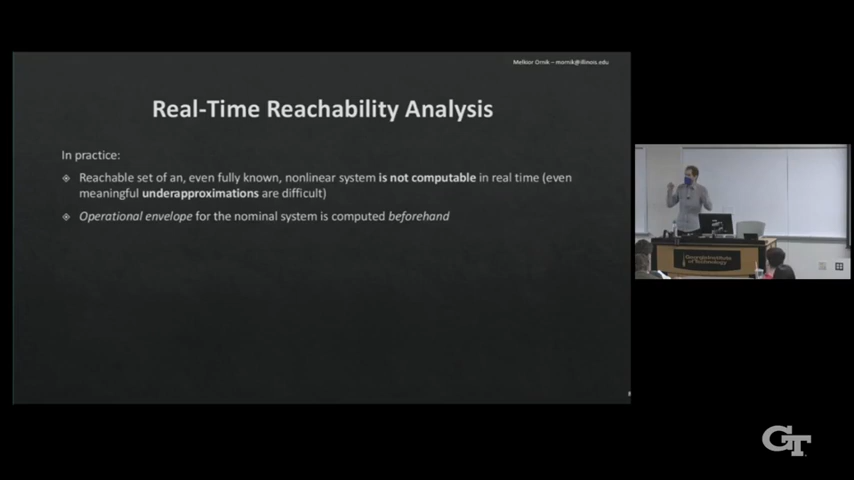 Melkior Ornik – mornik@illinois.edu
Real-Time Reachability Analysis
In practice:
Reachable set of an, even fully known, nonlinear system is not computable in real time (even
meaningful underapproximations are difficult)
Operational envelope for the nominal system is computed beforehand
Georgia Institute
of Technology
GT